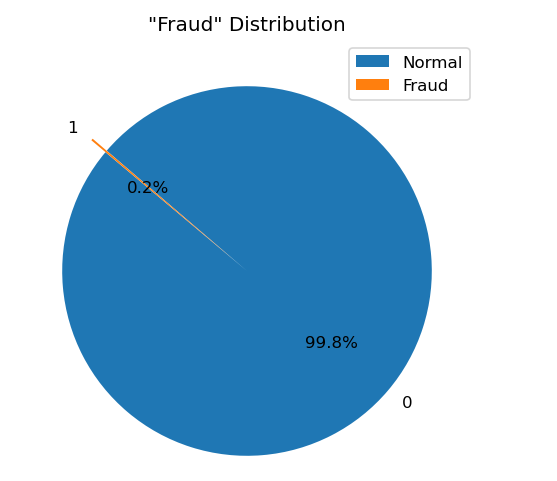 "Fraud" Distribution
Normal
Fraud
1
0.2%
99.8%
0